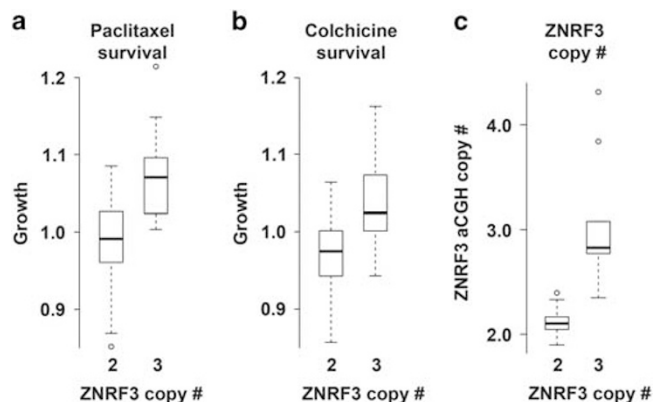 a
Paclitaxel
survival
Growth
1.2
1.1
1.0
0.9
2 3
ZNRF3 copy #
b
Colchicine
survival
Growth
1.2
1.1
1.0
0.9
2 3
ZNRF3 copy #
c
ZNRF3
copy #
ZNRF3 aCGH copy #
4.0
3.0
2.0
2 3
ZNRF3 copy #